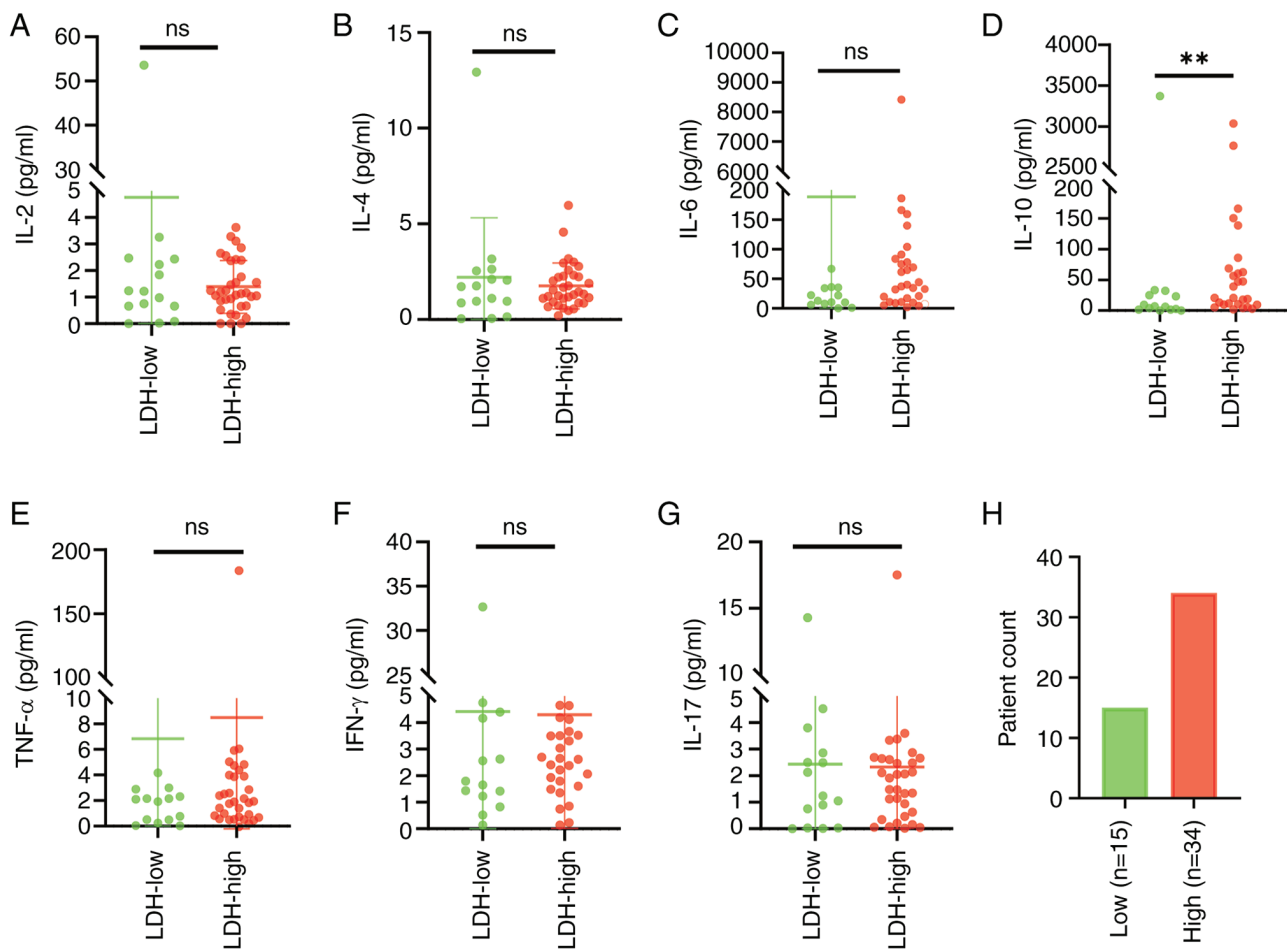 A
ns
IL-2 (pg/ml)
60
50
40
30
5
4
3
2
1
0
LDH-low
LDH-high
B
ns
IL-4 (pg/ml)
15
10
5
0
LDH-low
LDH-high
C
ns
IL-6 (pg/ml)
10000
9000
8000
7000
6000
200
150
100
50
0
LDH-low
LDH-high
D
**
IL-10 (pg/ml)
4000
3000
2500
200
150
100
50
0
LDH-low
LDH-high
E
ns
TNF-α (pg/ml)
200
150
100
10
8
6
4
2
0
LDH-low
LDH-high
F
ns
IFN-γ (pg/ml)
40
35
30
25
5
4
3
2
1
0
LDH-low
LDH-high
G
ns
IL-17 (pg/ml)
20
15
10
5
4
3
2
1
0
LDH-low
LDH-high
H
Patient count
40
30
20
10
0
Low (n=15)
High (n=34)